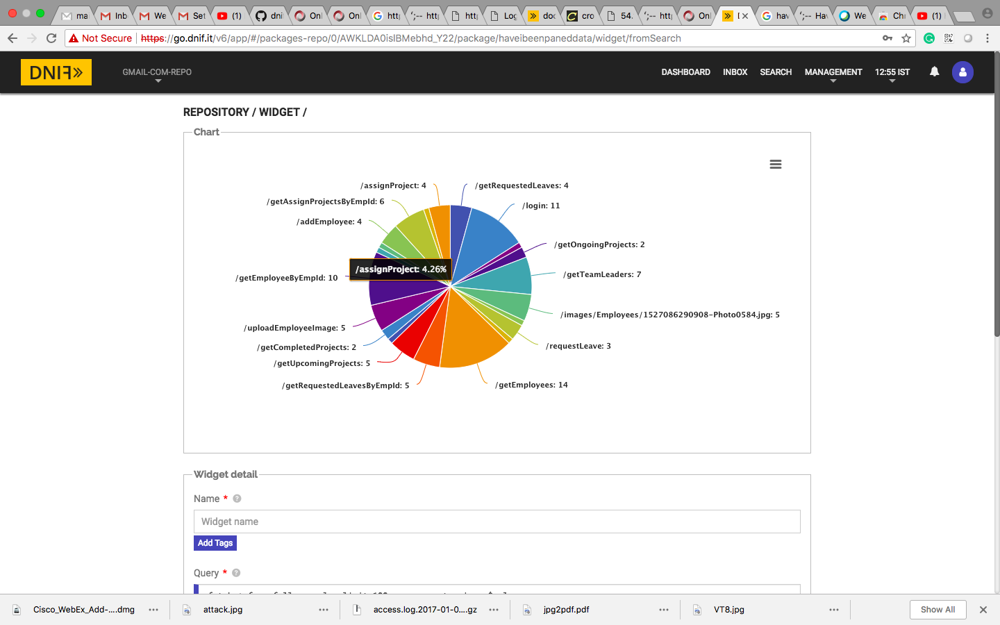 ma
Inb
We
Set
(1)
dni
Onl
Onl
http
http
http
Log
doc
cro
54.
http
Onl
hav
Hav
We
Chr
(1)
Not Secure
https://go.dnif.it/v6/app/#/packages-repo/0/AWKLDA0isIBMebhd_Y22/package/haveibeenpaneddata/widget/fromSearch
DNIF»
GMAIL-COM-REPO
DASHBOARD
INBOX
SEARCH
MANAGEMENT
12:55 IST
REPOSITORY / WIDGET /
Chart
/assignProject: 4
/getRequestedLeaves: 4
/getAssignProjectsByEmpId: 6
/login: 11
/addEmployee: 4
/getOngoingProjects: 2
/assignProject: 4.26%
/getEmployeeByEmpId: 10
/getTeamLeaders: 7
/images/Employees/1527086290908-Photo0584.jpg: 5
/uploadEmployeeImage: 5
/getCompletedProjects: 2
/requestLeave: 3
/getUpcomingProjects: 5
/getRequestedLeavesByEmpId: 5
/getEmployees: 14
Widget detail
Name * ?
Widget name
Add Tags
Query * ?
Cisco_WebEx_Add-....dmg
attack.jpg
access.log.2017-01-0....gz
jpg2pdf.pdf
VT8.jpg
Show All